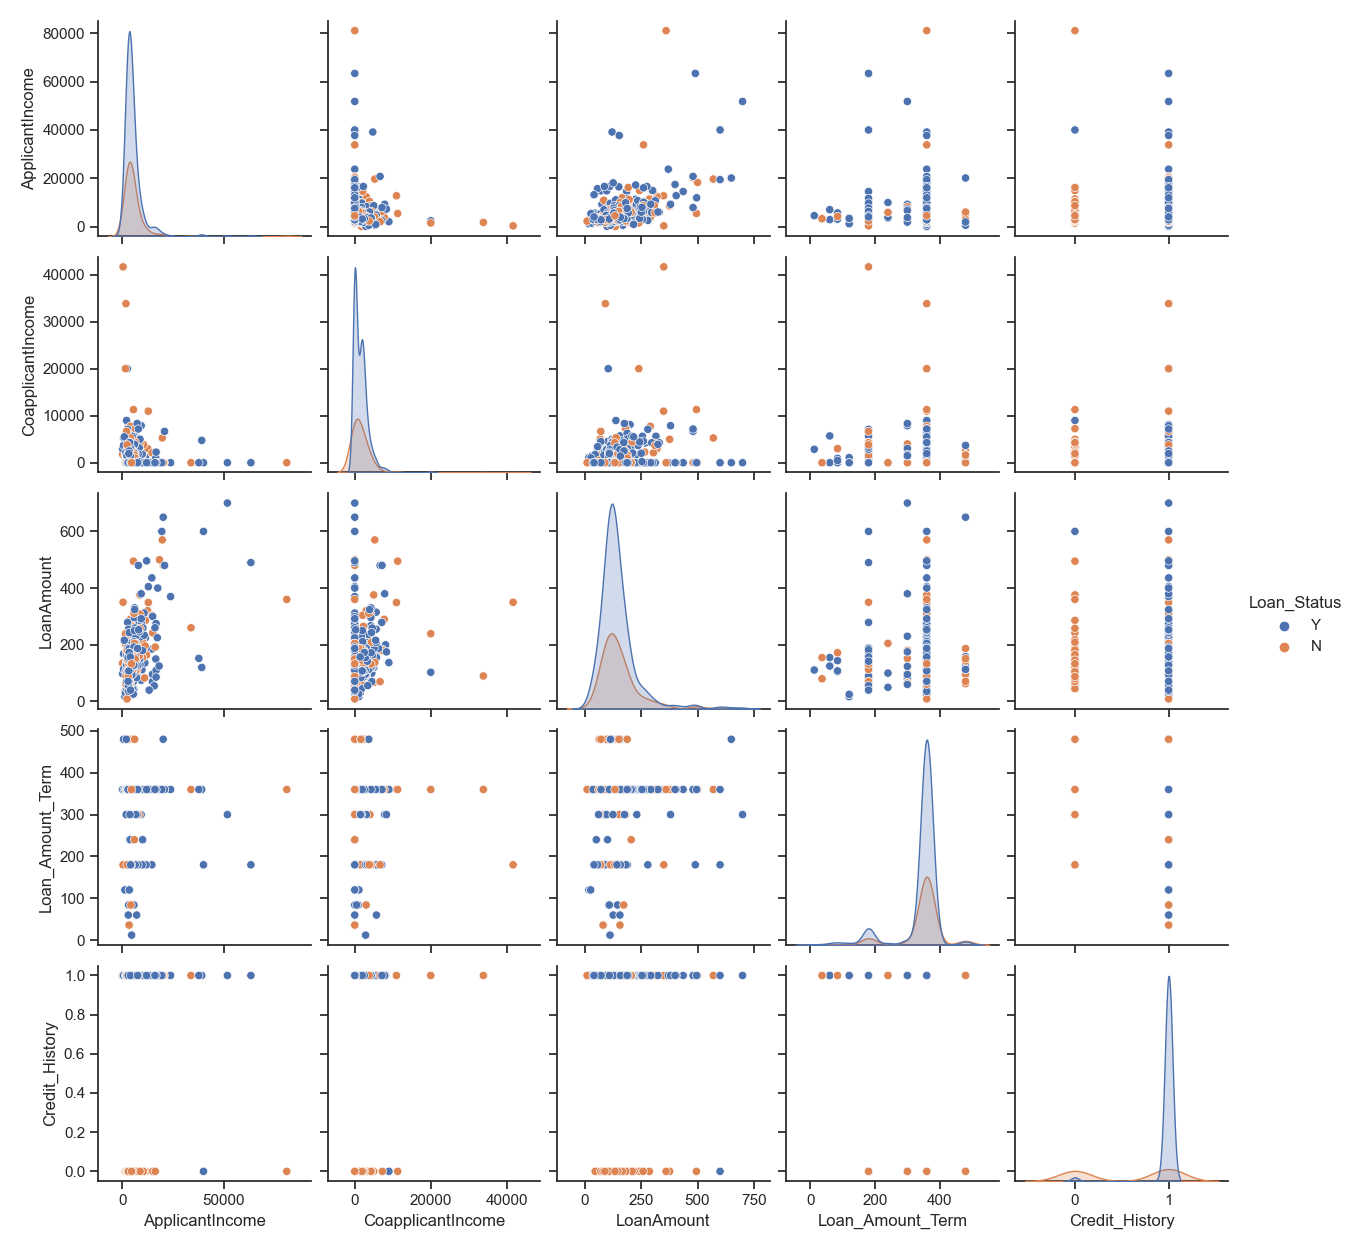 80000
60000
40000
20000
0
ApplicantIncome
40000
30000
20000
10000
0
CoapplicantIncome
600
400
200
0
LoanAmount
Loan_Status
Y
N
500
400
300
200
100
0
Loan_Amount_Term
1.0
0.8
0.6
0.4
0.2
0.0
Credit_History
0 50000
0 20000 40000
0 250 500 750
0 200 400
0 1
ApplicantIncome
CoapplicantIncome
LoanAmount
Loan_Amount_Term
Credit_History